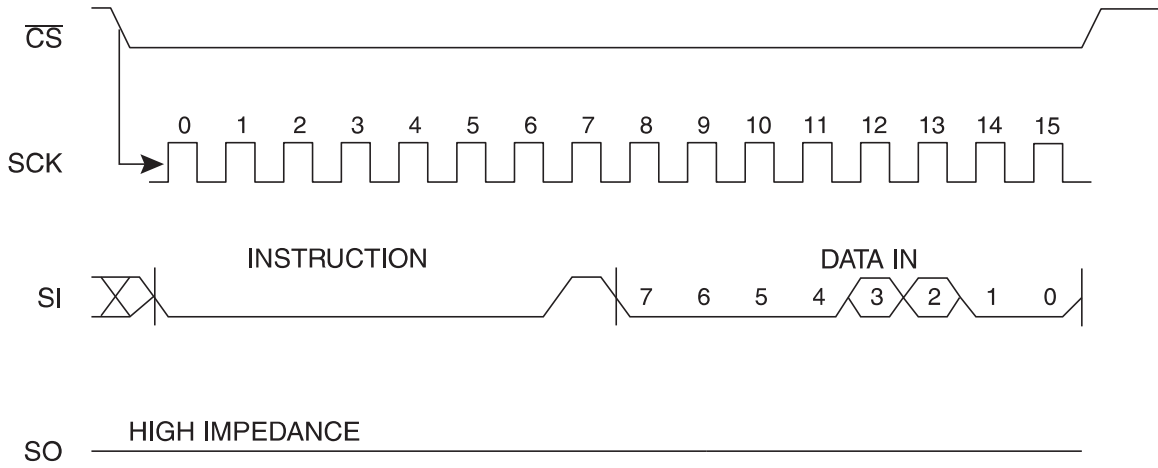 CS
0 1 2 3 4 5 6 7 8 9 10 11 12 13 14 15
SCK
INSTRUCTION DATA IN
SI 7 6 5 4 3 2 1 0
HIGH IMPEDANCE
SO